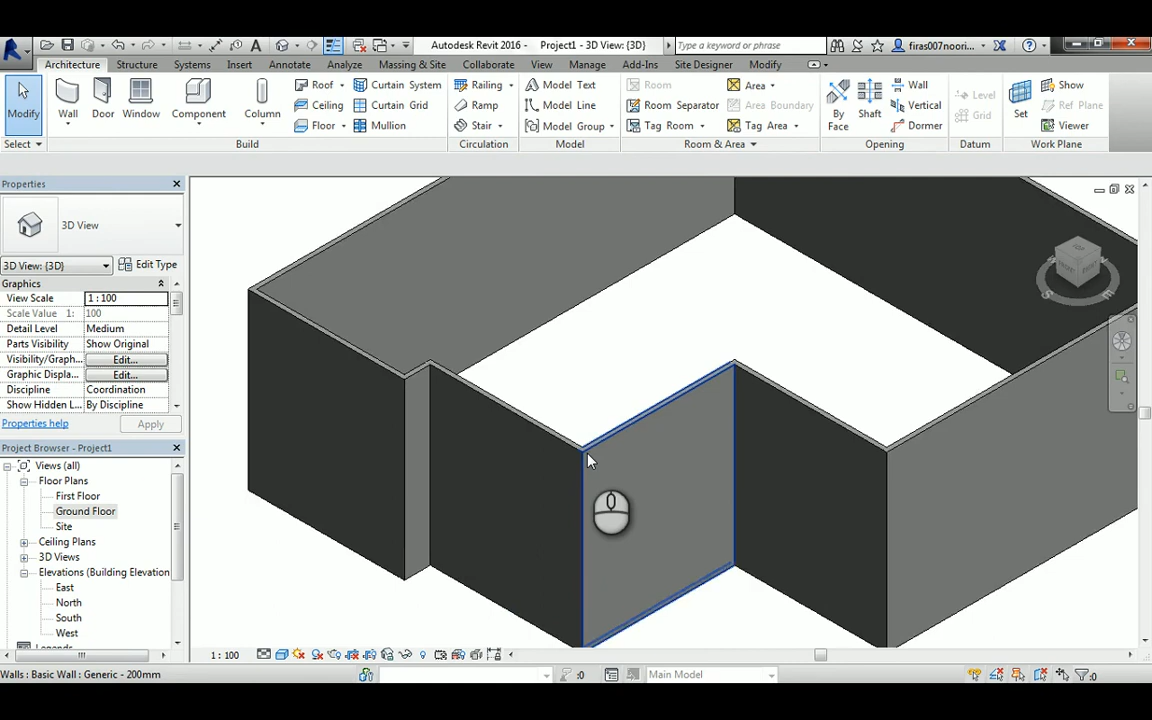 Autodesk Revit 2016 - Project1 - 3D View: {3D}
Type a keyword or phrase
firas007noori...
Architecture Structure Systems Insert Annotate Analyze Massing & Site Collaborate View Manage Add-Ins Site Designer Modify
Modify
Wall
Door
Window
Component
Column
Roof
Ceiling
Floor
Curtain System
Curtain Grid
Mullion
Railing
Ramp
Stair
Model Text
Model Line
Model Group
Room
Room Separator
Tag Room
Area
Area Boundary
Tag Area
By Face
Shaft
Wall
Vertical
Dormer
Level
Grid
Set
Show
Ref Plane
Viewer
Select
Build
Circulation
Model
Room & Area
Opening
Datum
Work Plane
Properties
3D View
3D View: {3D}
Edit Type
Graphics
View Scale 1 : 100
Scale Value 1: 100
Detail Level Medium
Parts Visibility Show Original
Visibility/Graph... Edit...
Graphic Displa... Edit...
Discipline Coordination
Show Hidden L... By Discipline
Properties help
Apply
Project Browser - Project1
Views (all)
Floor Plans
First Floor
Ground Floor
Site
Ceiling Plans
3D Views
Elevations (Building Elevation
East
North
South
West
1 : 100
Walls : Basic Wall : Generic - 200mm
:0
Main Model
:0